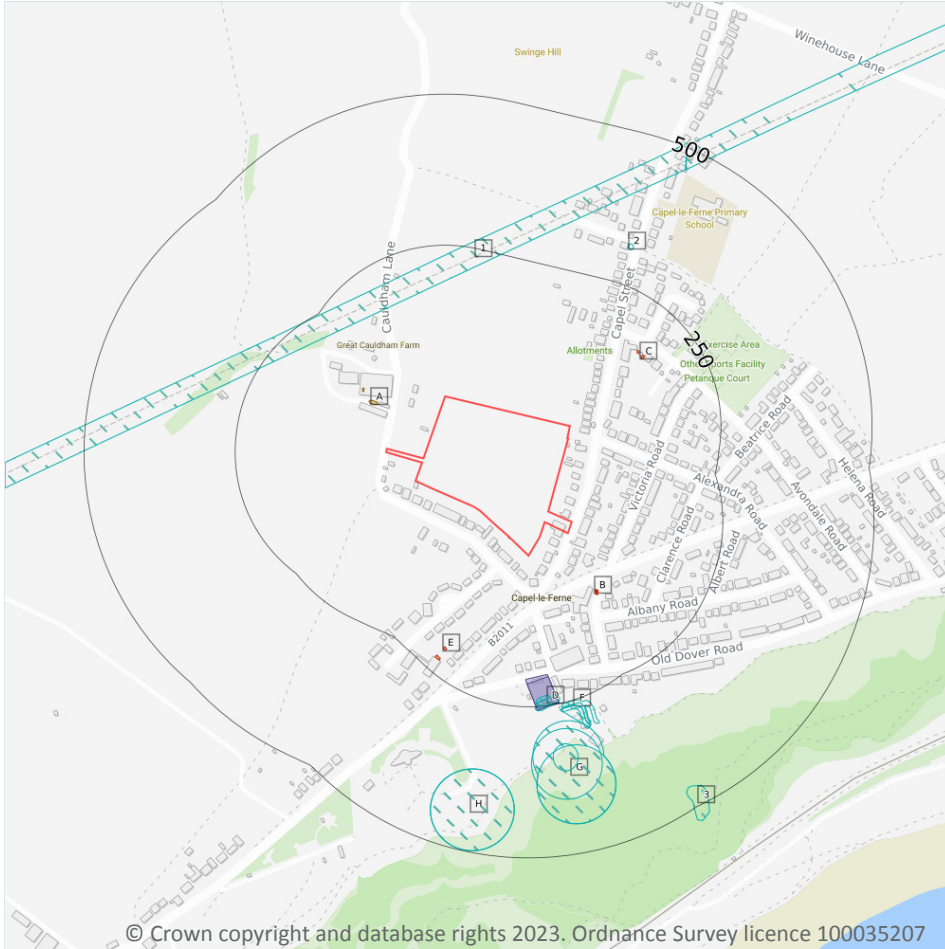 Swinge Hill
Winehouse Lane
500
Capel-le-Ferne Primary
School
2
1
Cauldham Lane
Capel Street
250
Great Cauldham Farm
Allotments
C
Exercise Area
Other Sports Facility
Petanque Court
A
Beatrice Road
Helena Road
Victoria Road
Alexandra Road
Avondale Road
Clarence Road
Albert Road
B
Capel-le-Ferne
Albany Road
B2011
E
Old Dover Road
D
F
G
H
3
© Crown copyright and database rights 2023. Ordnance Survey licence 100035207